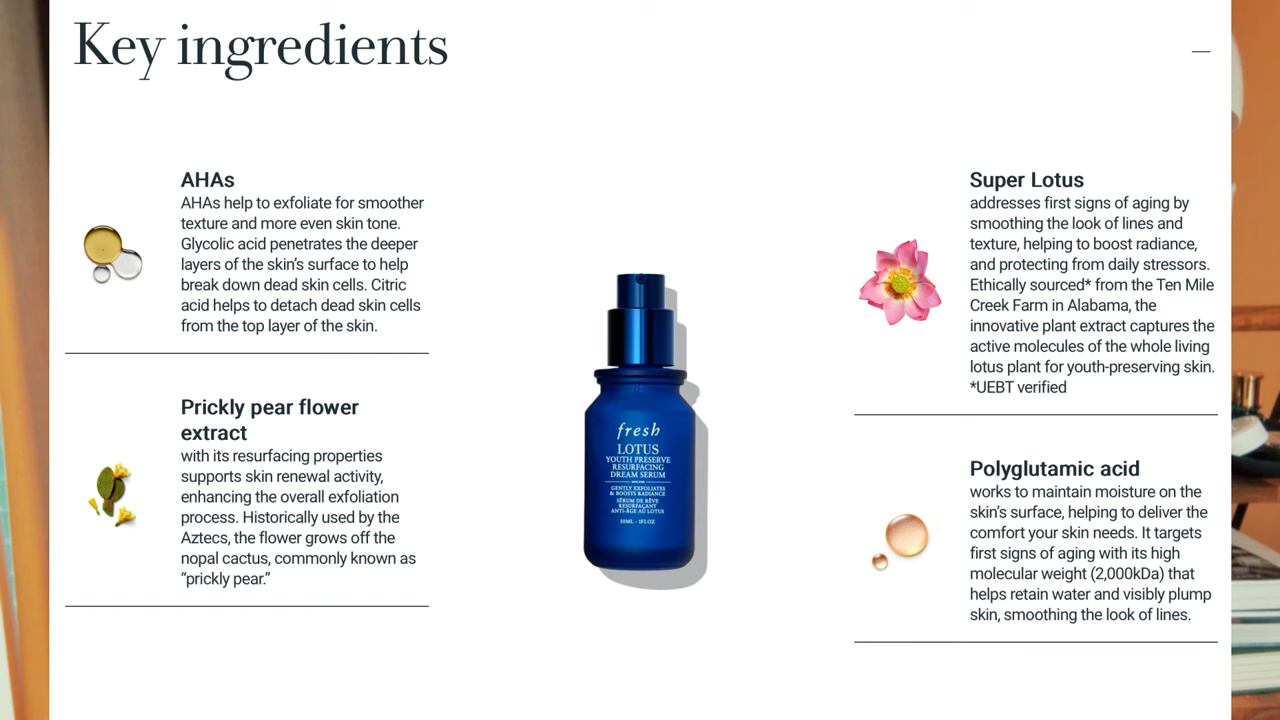 Key ingredients
AHAs
AHAs help to exfoliate for smoother
texture and more even skin tone.
Glycolic acid penetrates the deeper
layers of the skin's surface to help
break down dead skin cells. Citric
acid helps to detach dead skin cells
from the top layer of the skin.
Prickly pear flower
extract
with its resurfacing properties
supports skin renewal activity,
enhancing the overall exfoliation
process. Historically used by the
Aztecs, the flower grows off the
nopal cactus, commonly known as
“prickly pear.”
fresh
LOTUS
YOUTH PRESERVE
RESURFACING
DREAM SERUM
GENTLY EXFOLIATES
& BOOSTS RADIANCE
SÉRUM DE RÊVE
RESURFAÇANT
ANTI-ÂGE AU LOTUS
30ML - 1FLOZ
Super Lotus
addresses first signs of aging by
smoothing the look of lines and
texture, helping to boost radiance,
and protecting from daily stressors.
Ethically sourced* from the Ten Mile
Creek Farm in Alabama, the
innovative plant extract captures the
active molecules of the whole living
lotus plant for youth-preserving skin.
*UEBT verified
Polyglutamic acid
works to maintain moisture on the
skin's surface, helping to deliver the
comfort your skin needs. It targets
first signs of aging with its high
molecular weight (2,000kDa) that
helps retain water and visibly plump
skin, smoothing the look of lines.